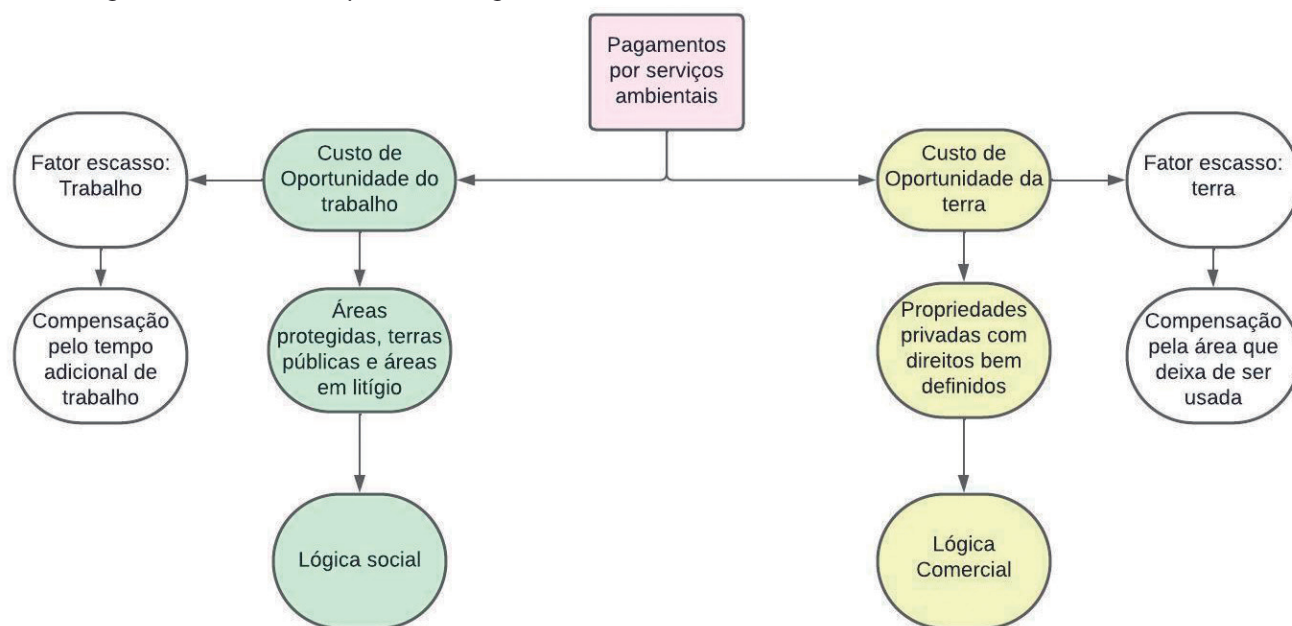 Pagamentos
por serviços
ambientais
Fator escasso:
Trabalho
Custo de
Oportunidade do
trabalho
Custo de
Oportunidade da
terra
Fator escasso:
terra
Compensação
pelo tempo
adicional de
trabalho
Áreas
protegidas, terras
públicas e áreas
em litígio
Propriedades
privadas com
direitos bem
definidos
Compensação
pela área que
deixa de ser
usada
Lógica social
Lógica
Comercial